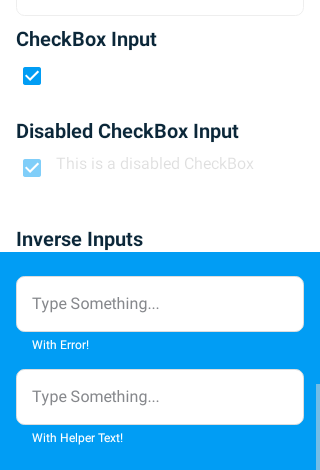 CheckBox Input
Disabled CheckBox Input
This is a disabled CheckBox
Inverse Inputs
Type Something...
With Error!
Type Something...
With Helper Text!